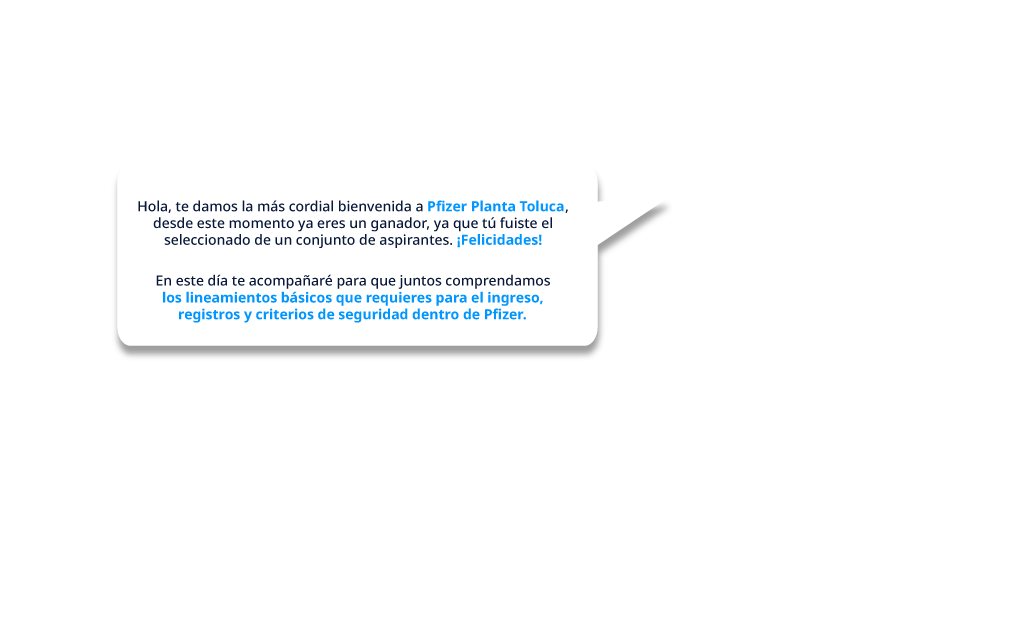 Hola, te damos la más cordial bienvenida a Pfizer Planta Toluca,
desde este momento ya eres un ganador, ya que tú fuiste el
seleccionado de un conjunto de aspirantes. ¡Felicidades!
En este día te acompañaré para que juntos comprendamos
los lineamientos básicos que requieres para el ingreso,
registros y criterios de seguridad dentro de Pfizer.